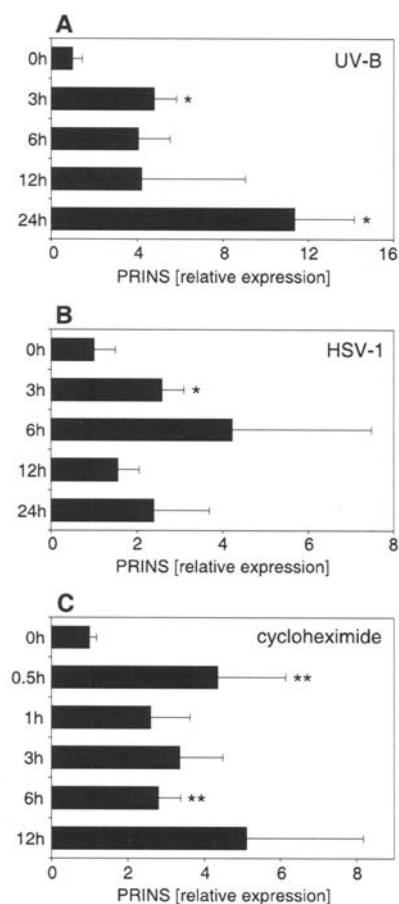 A
UV-B
0h
3h *
6h
12h
24h *
0 4 8 12 16
PRINS [relative expression]
B
HSV-1
0h
3h *
6h
12h
24h
0 2 4 6 8
PRINS [relative expression]
C
cycloheximide
0h
0.5h **
1h
3h
6h **
12h
0 2 4 6 8
PRINS [relative expression]